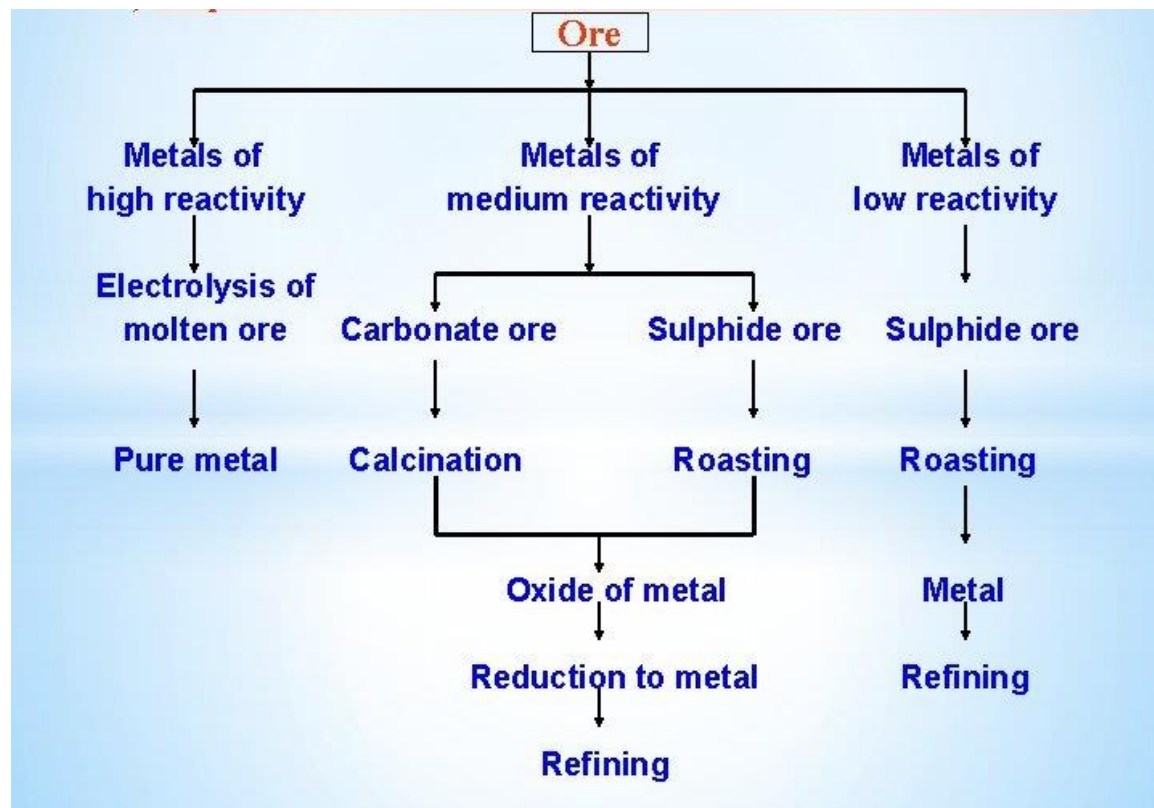 Ore
Metals of
high reactivity
Metals of
medium reactivity
Metals of
low reactivity
Electrolysis of
molten ore
Carbonate ore
Sulphide ore
Sulphide ore
Pure metal
Calcination
Roasting
Roasting
Oxide of metal
Metal
Reduction to metal
Refining
Refining